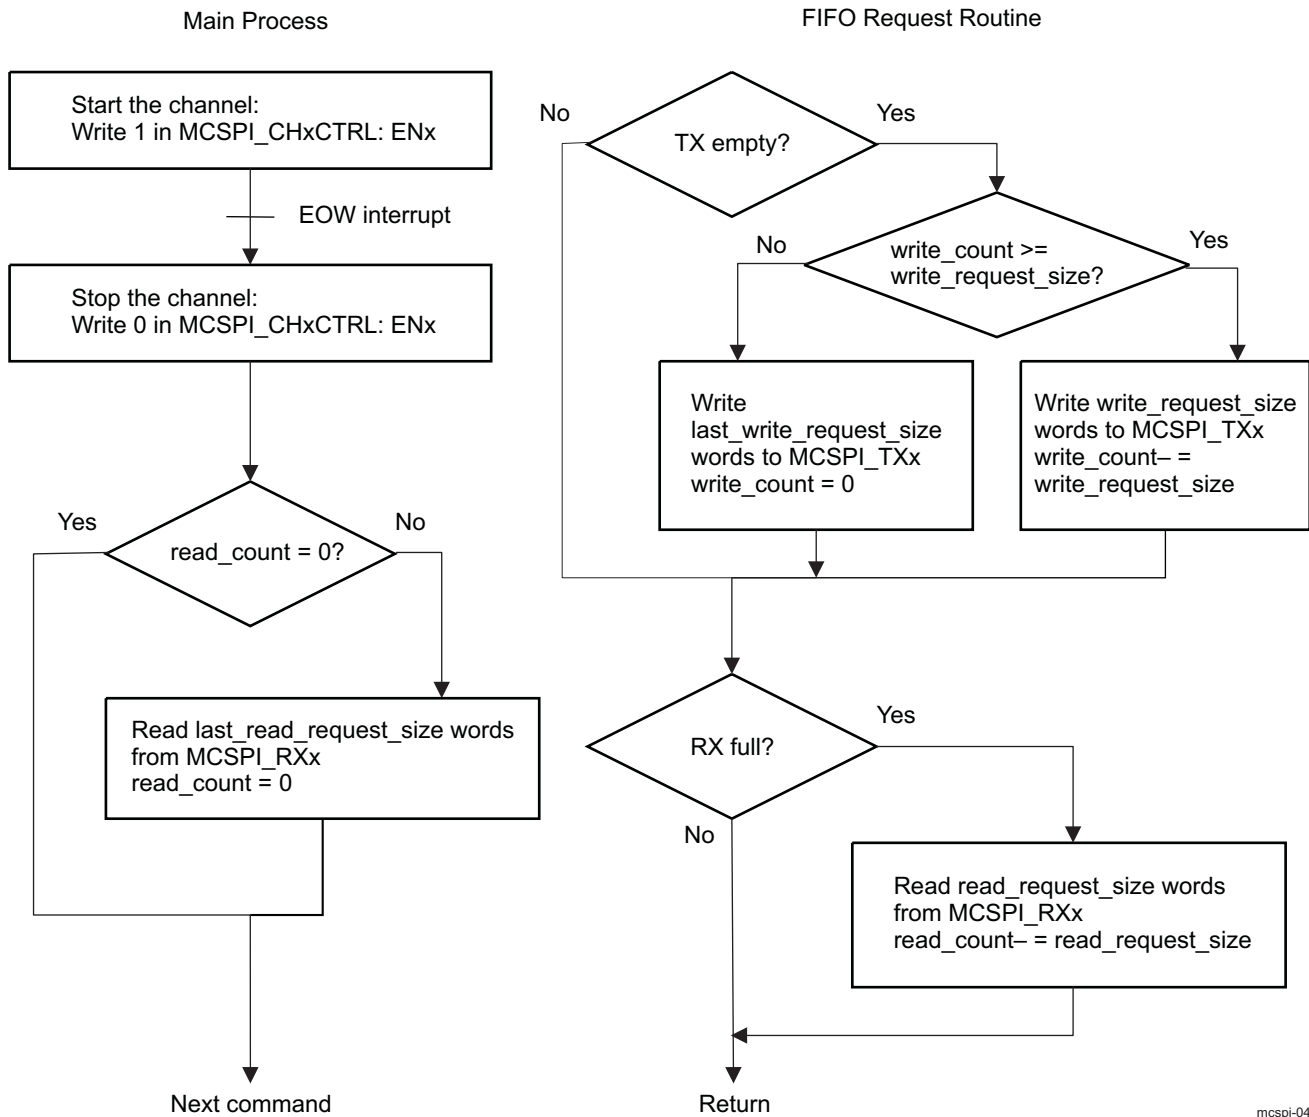 Main Process
Start the channel:
Write 1 in MCSPI_CHxCTRL: ENx
EOW interrupt
Stop the channel:
Write 0 in MCSPI_CHxCTRL: ENx
Yes
No
read_count = 0?
Read last_read_request_size words
from MCSPI_RXx
read_count = 0
Next command
FIFO Request Routine
No
Yes
TX empty?
No
Yes
write_count >=
write_request_size?
Write
last_write_request_size
words to MCSPI_TXx
write_count = 0
Write write_request_size
words to MCSPI_TXx
write_count– =
write_request_size
Yes
RX full?
No
Read read_request_size words
from MCSPI_RXx
read_count– = read_request_size
Return
mcspi-04